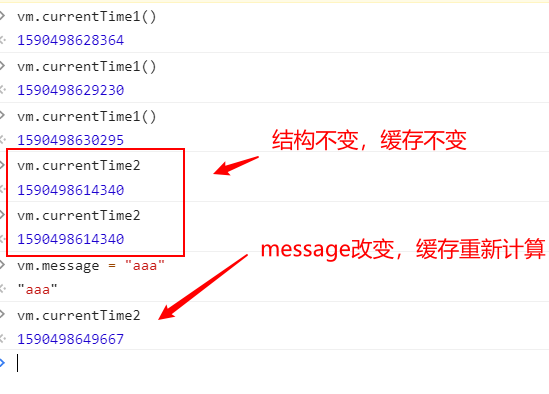 vm.currentTime1()
1590498628364
vm.currentTime1()
1590498629230
vm.currentTime1()
1590498630295
结构不变，缓存不变
vm.currentTime2
1590498614340
vm.currentTime2
1590498614340
message改变，缓存重新计算
vm.message = "aaa"
"aaa"
vm.currentTime2
1590498649667